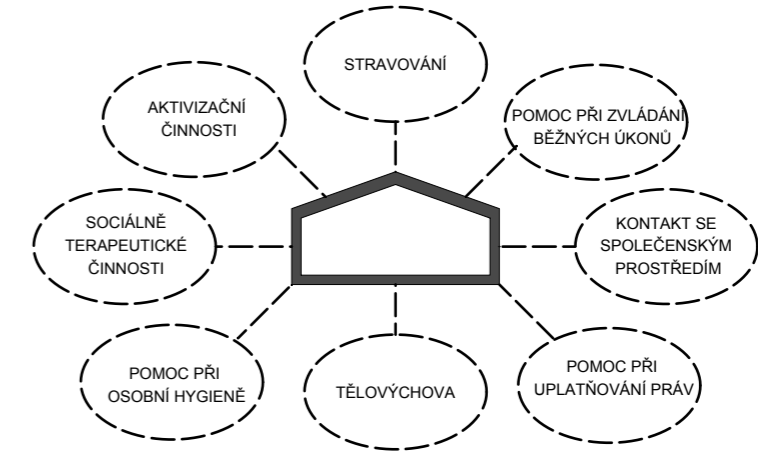 STRAVOVÁNÍ
AKTIVIZAČNÍ
ČINNOSTI
POMOC PŘI ZVLÁDÁNÍ
BĚŽNÝCH ÚKONŮ
SOCIÁLNĚ
TERAPEUTICKÉ
ČINNOSTI
KONTAKT SE
SPOLEČENSKÝM
PROSTŘEDÍM
POMOC PŘI
OSOBNÍ HYGIENĚ
TĚLOVÝCHOVA
POMOC PŘI
UPLATŇOVÁNÍ PRÁV